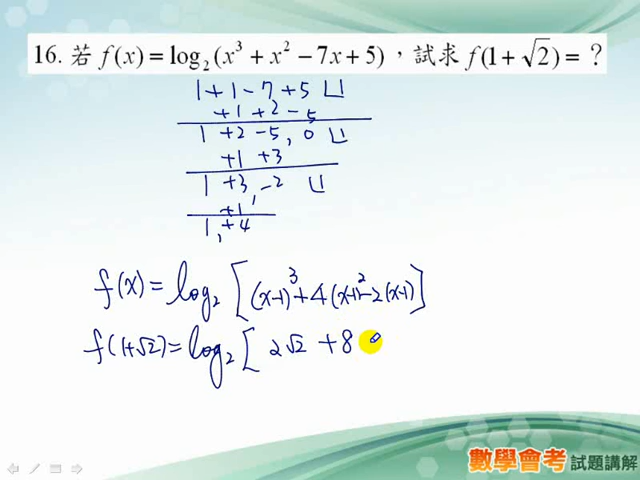 16. 若 f(x) = log₂(x³ + x² − 7x + 5)，試求 f(1 + √2) = ？
1 + 1 − 7 + 5 ⌊1
+1 + 2 − 5
1 + 2 − 5, 0 ⌊1
+1 + 3
1 + 3, − 2 ⌊1
+1
1, +4
f(x) = log₂ [ (x−1)³ + 4(x−1)² − 2(x−1) ]
f(1+√2) = log₂ [ 2√2 + 8
數學會考 試題講解